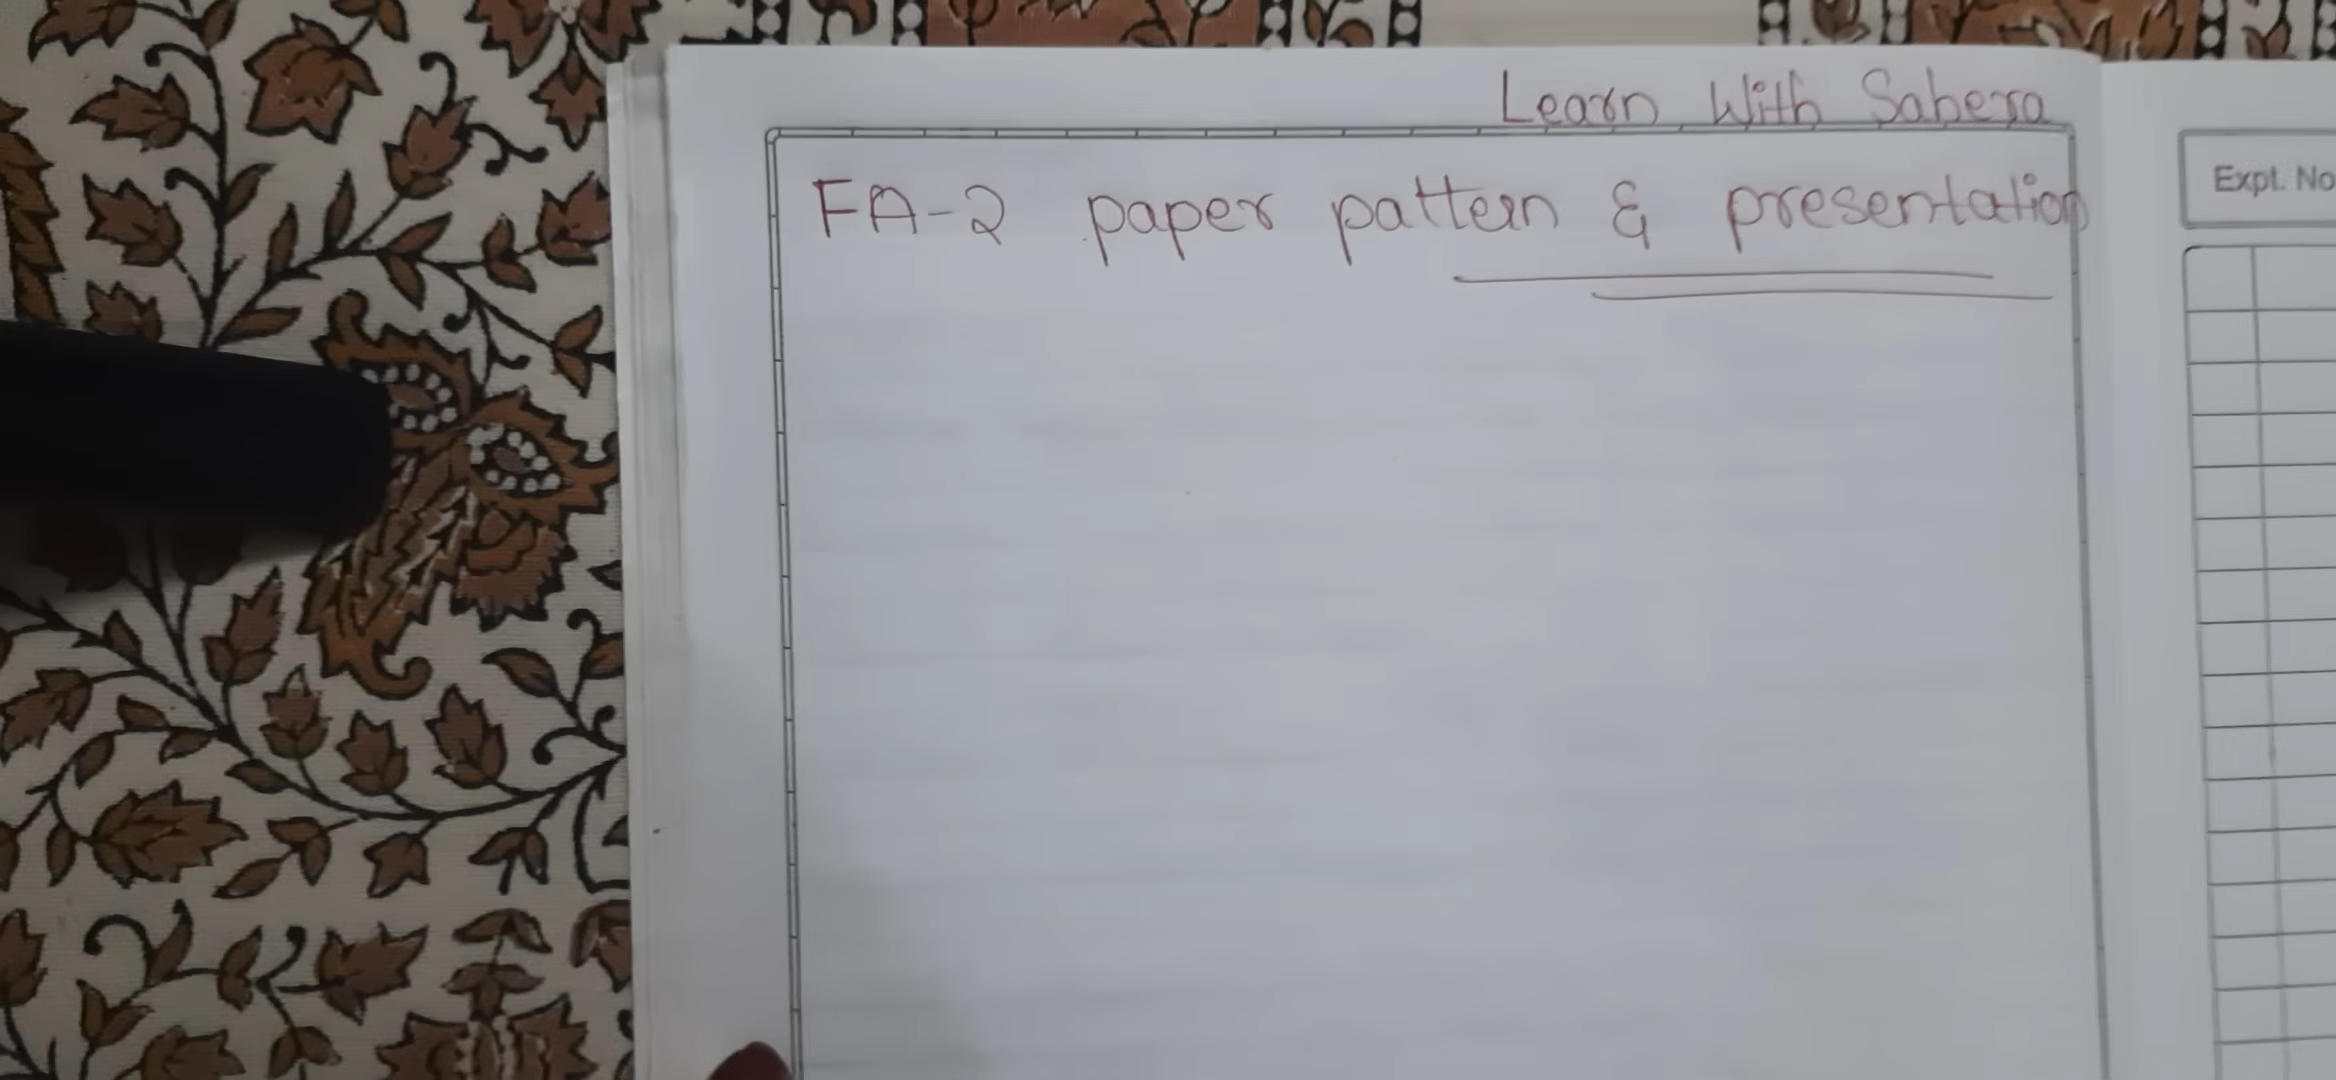 Learn With Sabera
FA-2 paper pattern & presentation
Expt. No